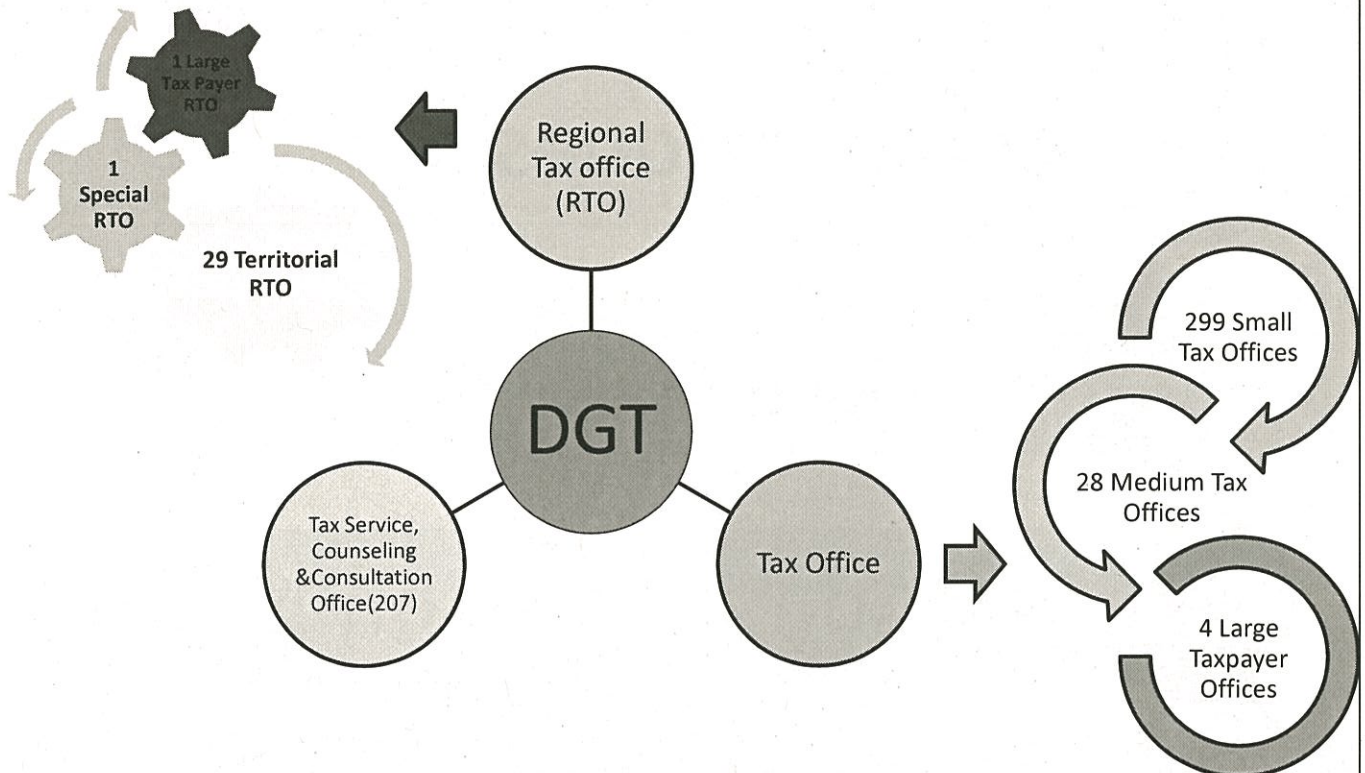 1 Large
Tax Payer
RTO
1
Special
RTO
29 Territorial
RTO
Regional
Tax office
(RTO)
DGT
Tax Service,
Counseling
&Consultation
Office(207)
Tax Office
299 Small
Tax Offices
28 Medium Tax
Offices
4 Large
Taxpayer
Offices